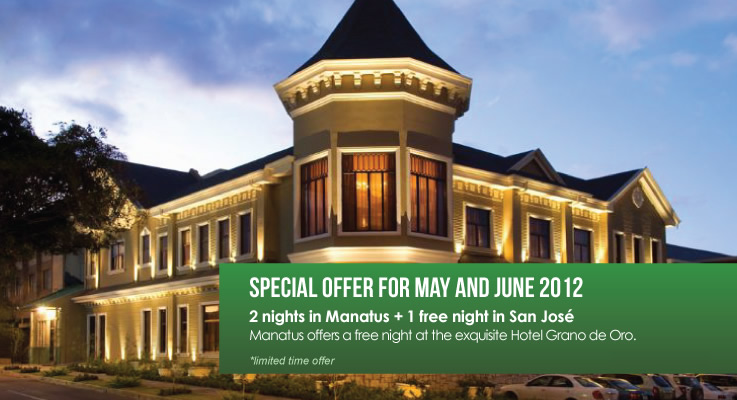 SPECIAL OFFER FOR MAY AND JUNE 2012
2 nights in Manatus + 1 free night in San José
Manatus offers a free night at the exquisite Hotel Grano de Oro.
*limited time offer